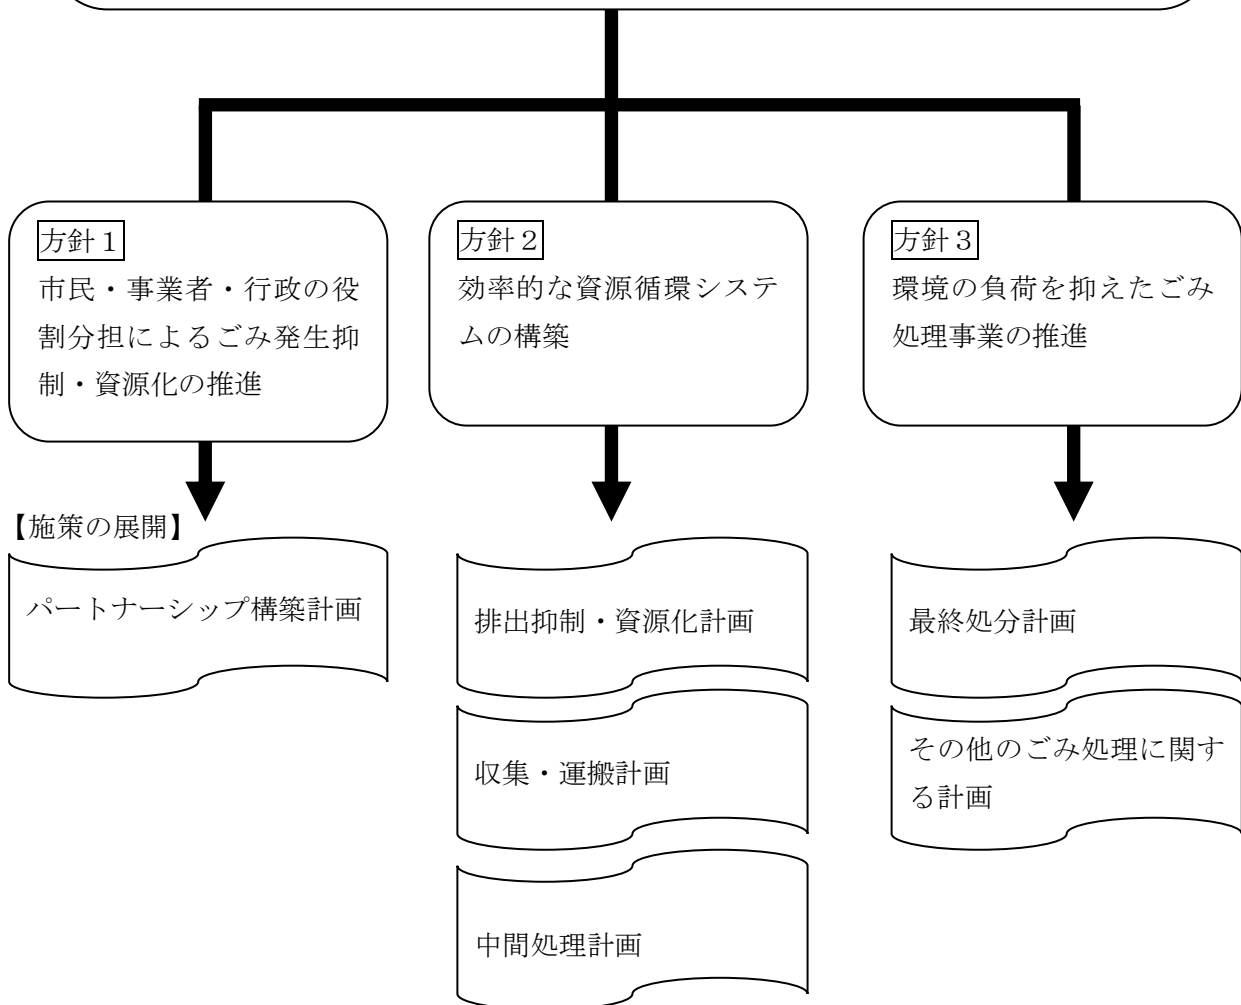 方針１
市民・事業者・行政の役
割分担によるごみ発生抑
制・資源化の推進
方針２
効率的な資源循環システ
ムの構築
方針３
環境の負荷を抑えたごみ
処理事業の推進
【施策の展開】
パートナーシップ構築計画
排出抑制・資源化計画
収集・運搬計画
中間処理計画
最終処分計画
その他のごみ処理に関す
る計画